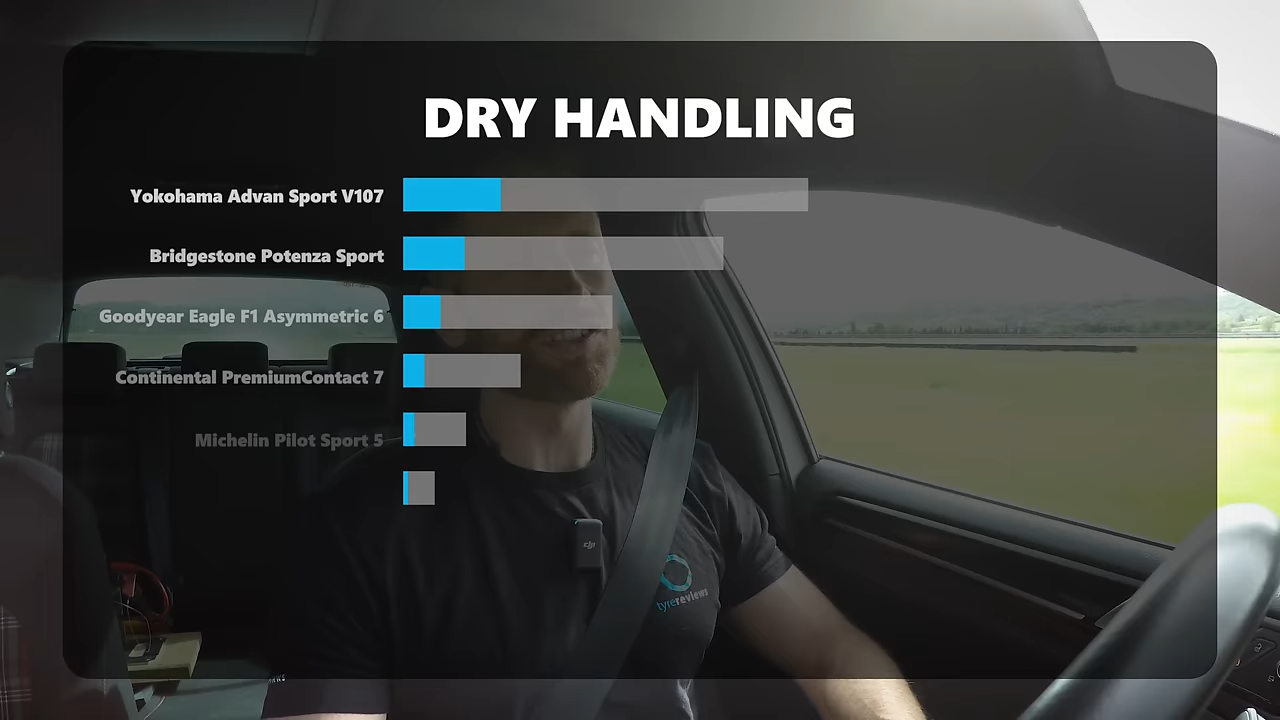 DRY HANDLING
Yokohama Advan Sport V107
Bridgestone Potenza Sport
Goodyear Eagle F1 Asymmetric 6
Continental PremiumContact 7
Michelin Pilot Sport 5
dji
tyrereviews